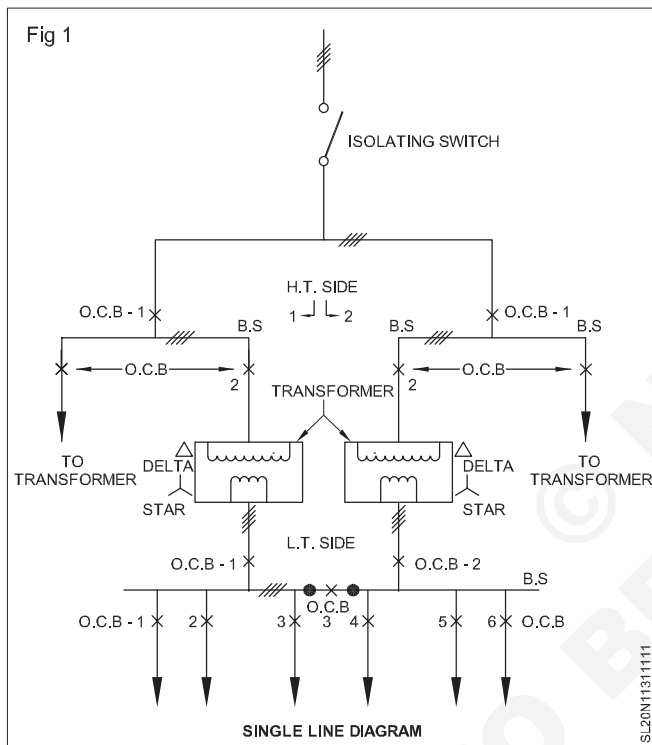 Fig 1
ISOLATING SWITCH
H.T. SIDE
1 2
O.C.B - 1
O.C.B - 1
B.S
B.S
B.S
O.C.B
2
2
O.C.B
TRANSFORMER
TO
TRANSFORMER
DELTA
STAR
DELTA
STAR
TO
TRANSFORMER
L.T. SIDE
O.C.B - 1
O.C.B - 2
B.S
O.C.B
O.C.B - 1 2 3 3 4 5 6 O.C.B
SINGLE LINE DIAGRAM
SL20N11311111